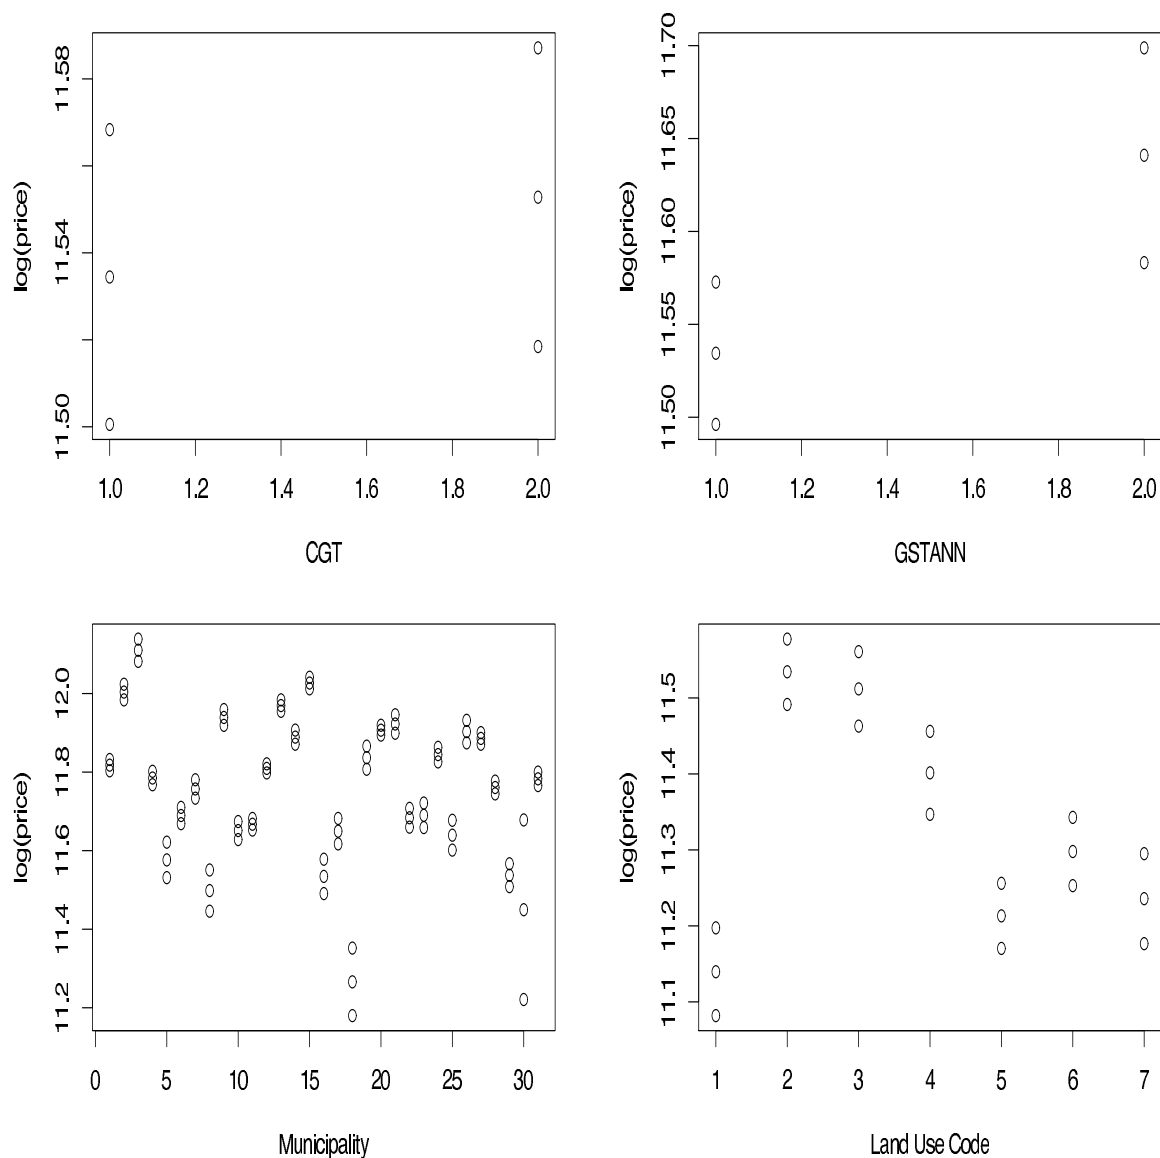 log(price)
11.50 11.54 11.58
1.0 1.2 1.4 1.6 1.8 2.0
CGT
log(price)
11.50 11.55 11.60 11.65 11.70
1.0 1.2 1.4 1.6 1.8 2.0
GSTANN
log(price)
11.2 11.4 11.6 11.8 12.0
0 5 10 15 20 25 30
Municipality
log(price)
11.1 11.2 11.3 11.4 11.5
1 2 3 4 5 6 7
Land Use Code